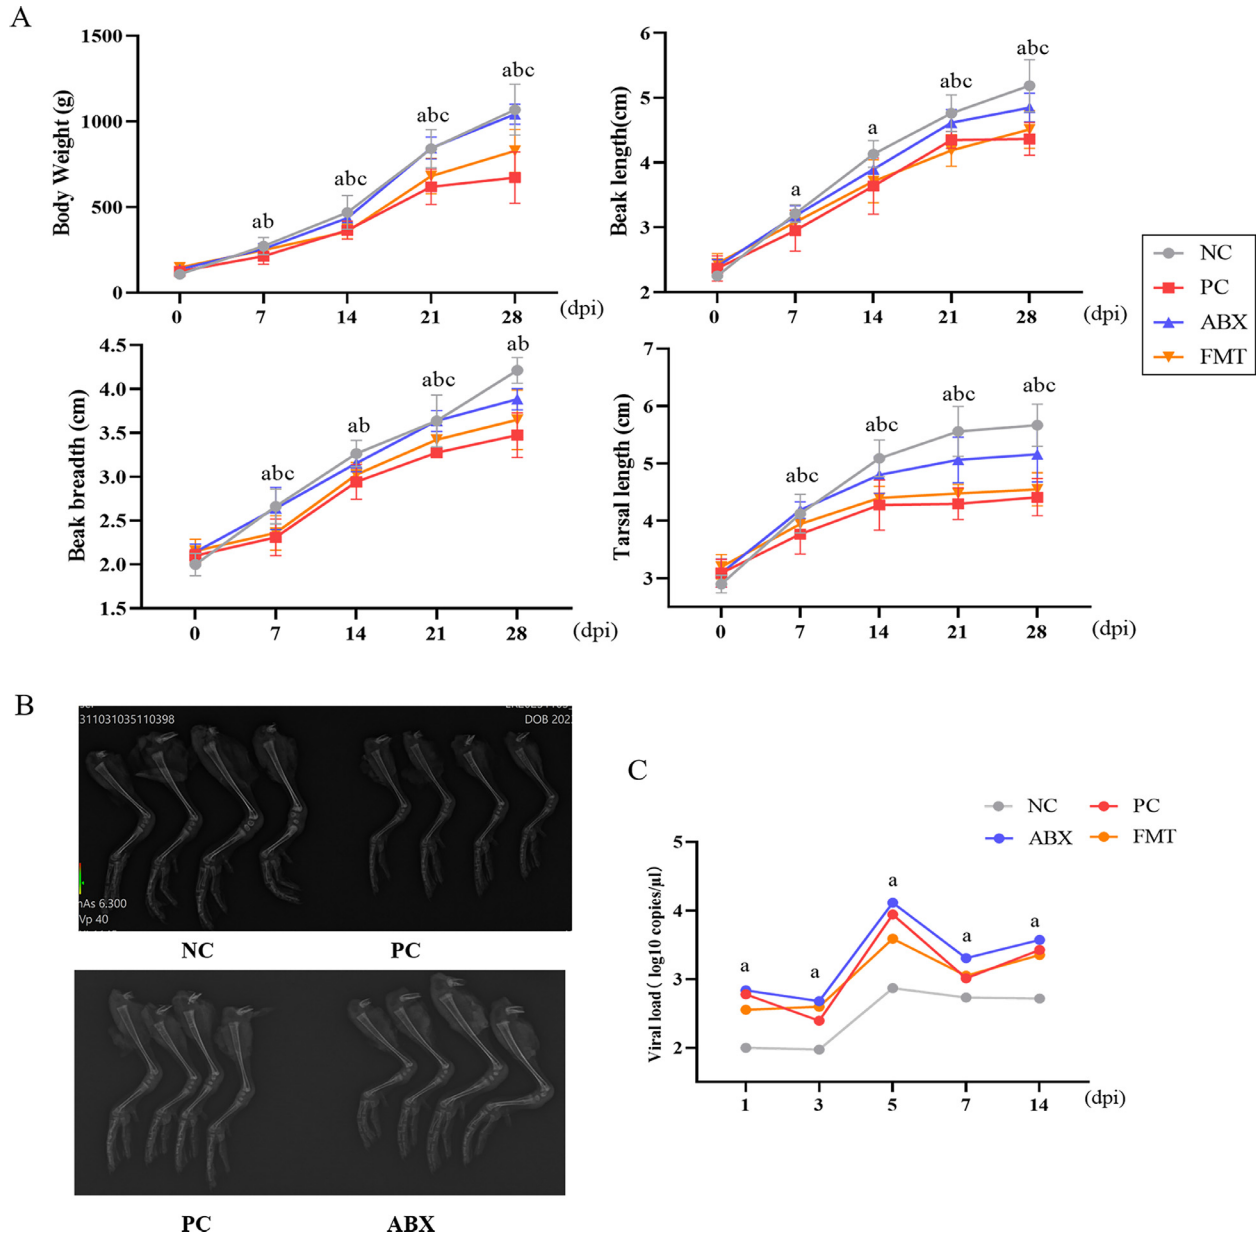 A
Body Weight (g)
1500
1000
500
0
ab
abc
abc
abc
0 7 14 21 28 (dpi)
Beak length(cm)
6
5
4
3
2
a
a
abc
abc
0 7 14 21 28 (dpi)
NC
PC
ABX
FMT
Beak breadth (cm)
4.5
4.0
3.5
3.0
2.5
2.0
1.5
abc
ab
abc
ab
0 7 14 21 28 (dpi)
Tarsal length (cm)
7
6
5
4
3
abc
abc
abc
abc
0 7 14 21 28 (dpi)
B
311031035110398
DOB 202
As 6.300
Vp 40
NC PC
PC ABX
C
NC PC
ABX FMT
Viral load ( log10 copies/μl)
5
4
3
2
a
a
a
a
a
1 3 5 7 14 (dpi)